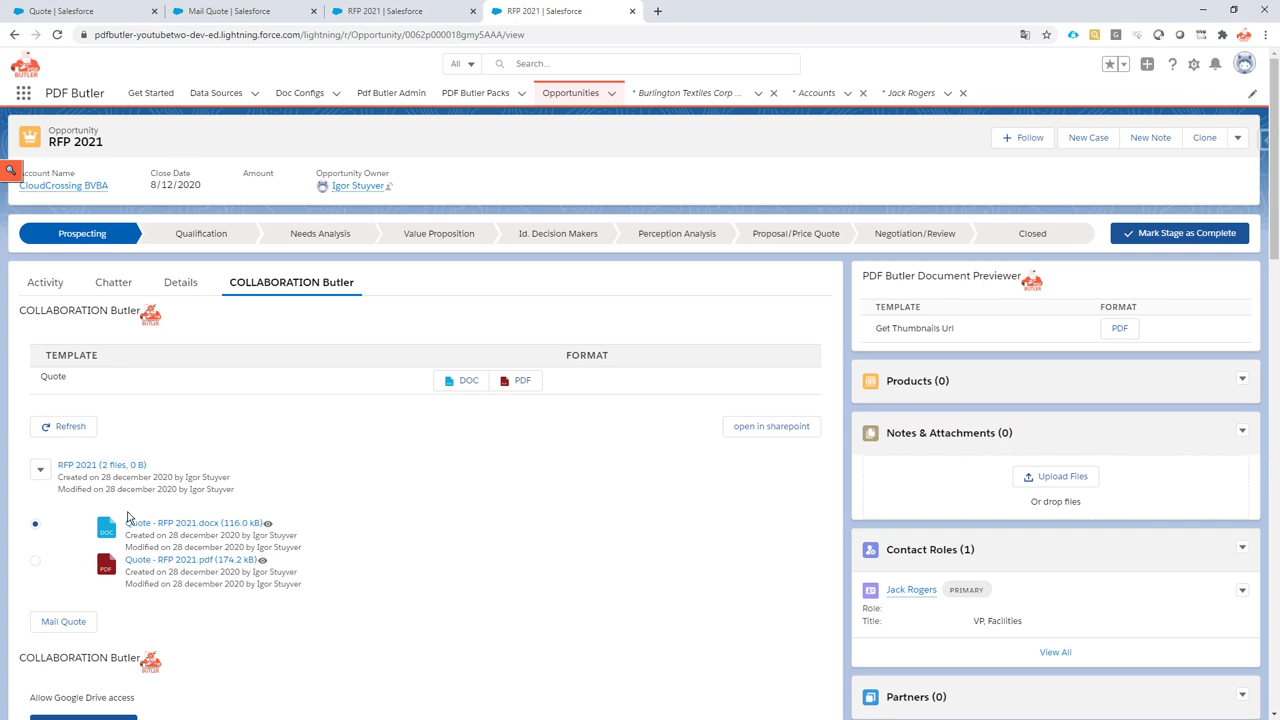 Quote | Salesforce
Mail Quote | Salesforce
RFP 2021 | Salesforce
RFP 2021 | Salesforce
pdfbutler-youtubetwo-dev-ed.lightning.force.com/lightning/r/Opportunity/0062p000018gmy5AAA/view
All
Search...
PDF Butler
Get Started
Data Sources
Doc Configs
Pdf Butler Admin
PDF Butler Packs
Opportunities
* Burlington Textiles Corp ...
* Accounts
* Jack Rogers
Opportunity
RFP 2021
Follow
New Case
New Note
Clone
Account Name
Close Date
Amount
Opportunity Owner
CloudCrossing BVBA
8/12/2020
Igor Stuyver
Prospecting
Qualification
Needs Analysis
Value Proposition
Id. Decision Makers
Perception Analysis
Proposal/Price Quote
Negotiation/Review
Closed
Mark Stage as Complete
Activity
Chatter
Details
COLLABORATION Butler
COLLABORATION Butler
TEMPLATE
FORMAT
Quote
DOC
PDF
Refresh
open in sharepoint
RFP 2021 (2 files, 0 B)
Created on 28 december 2020 by Igor Stuyver
Modified on 28 december 2020 by Igor Stuyver
DOC
Quote - RFP 2021.docx (116.0 kB)
Created on 28 december 2020 by Igor Stuyver
Modified on 28 december 2020 by Igor Stuyver
PDF
Quote - RFP 2021.pdf (174.2 kB)
Created on 28 december 2020 by Igor Stuyver
Modified on 28 december 2020 by Igor Stuyver
Mail Quote
COLLABORATION Butler
Allow Google Drive access
PDF Butler Document Previewer
TEMPLATE
FORMAT
Get Thumbnails Url
PDF
Products (0)
Notes & Attachments (0)
Upload Files
Or drop files
Contact Roles (1)
Jack Rogers
PRIMARY
Role:
Title:
VP, Facilities
View All
Partners (0)